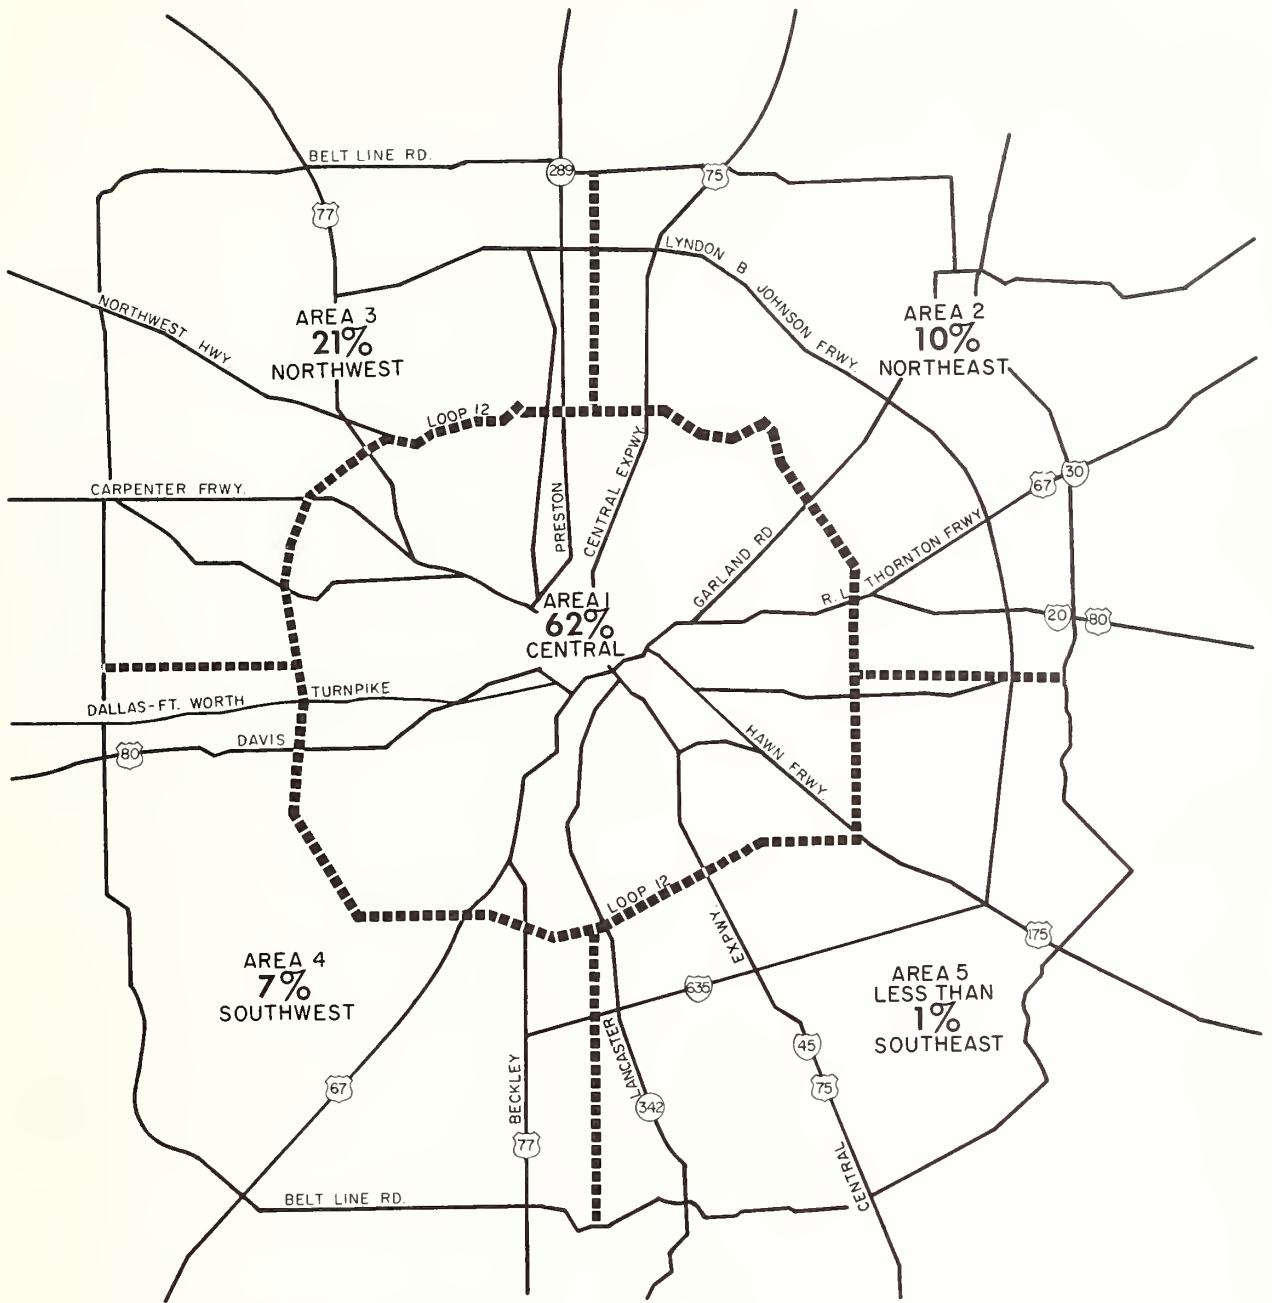 BELT LINE RD.
289
75
77
LYNDON B JOHNSON FRWY.
NORTHWEST HWY
AREA 3
21%
NORTHWEST
AREA 2
10%
NORTHEAST
LOOP 12
CENTRAL EXPWY.
PRESTON
CARPENTER FRWY.
67
30
GARLAND RD
R. L. THORNTON FRWY
AREA 1
62%
CENTRAL
20
80
DALLAS-FT. WORTH TURNPIKE
DAVIS
80
HAWN FRWY.
LOOP 12
EXPWY.
175
AREA 4
7%
SOUTHWEST
AREA 5
LESS THAN
1%
SOUTHEAST
635
LANCASTER
45
75
67
BECKLEY
342
77
CENTRAL
BELT LINE RD.